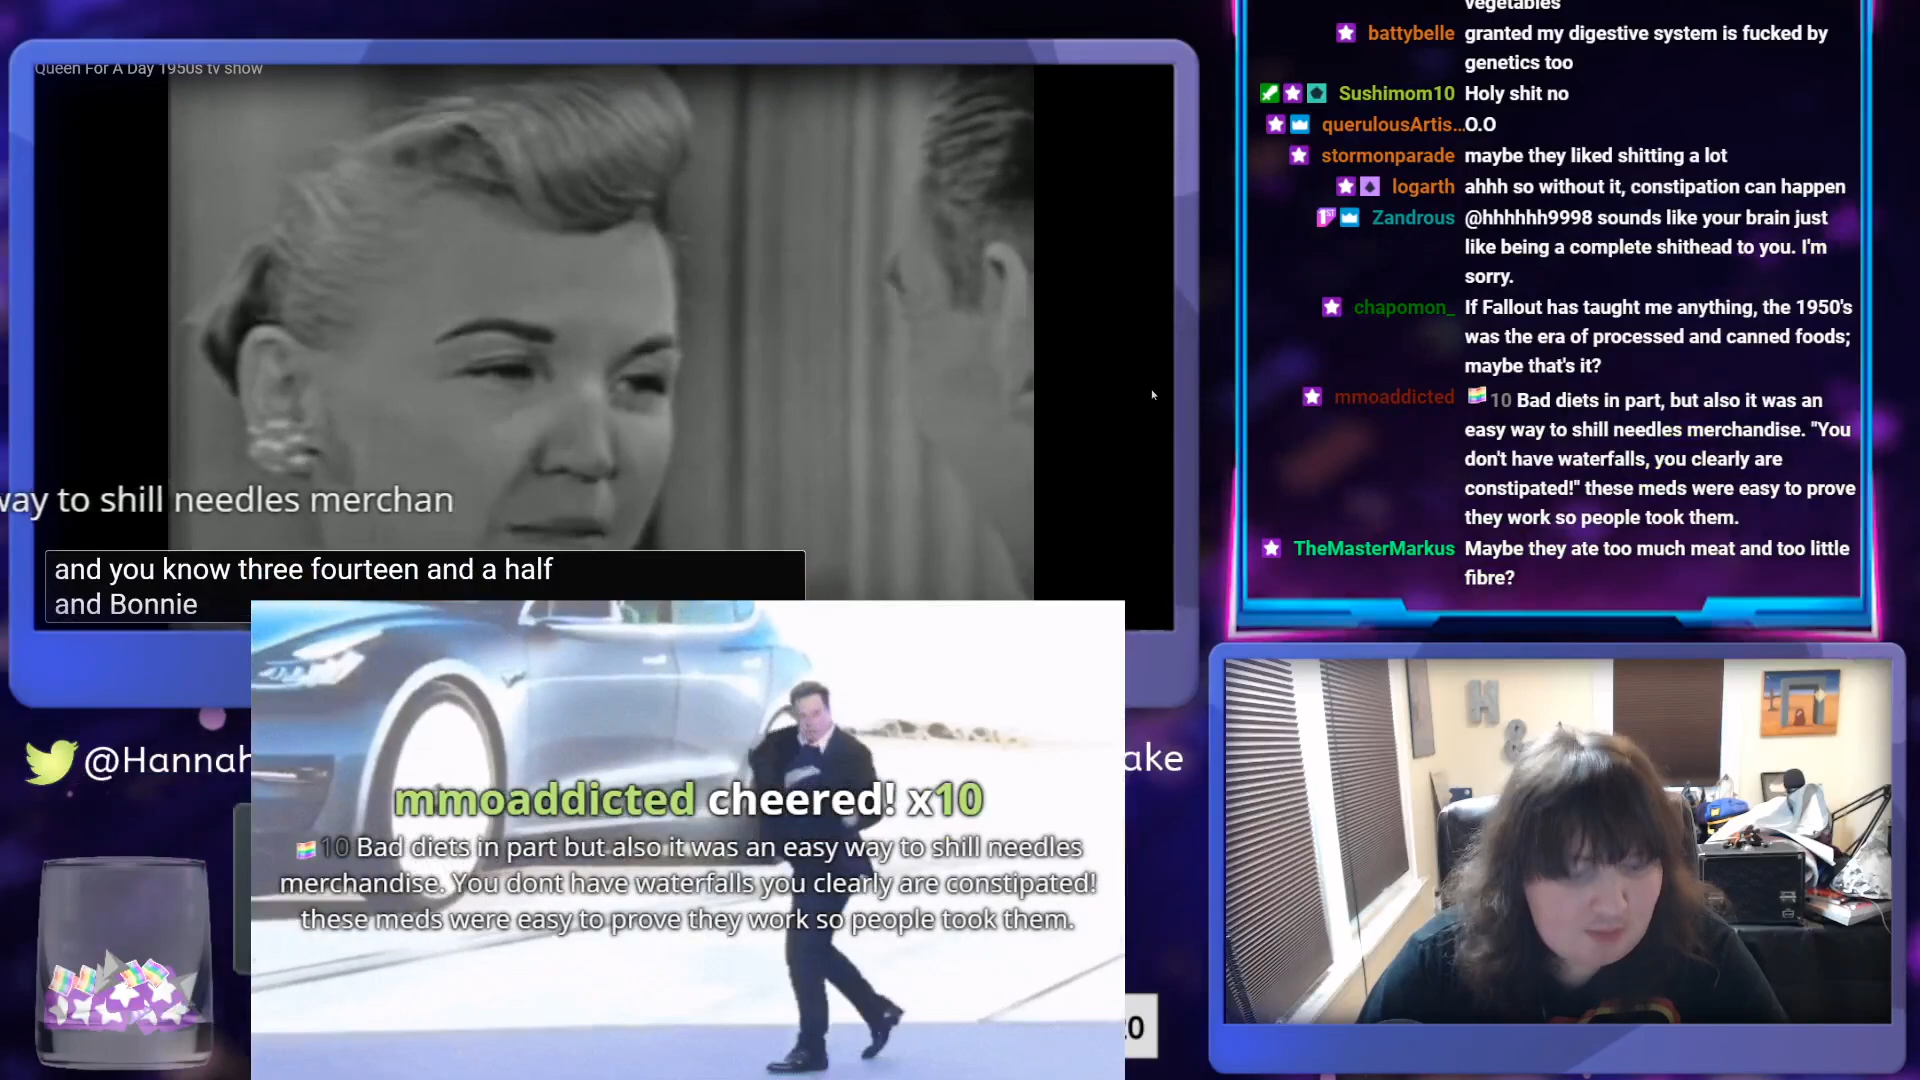 Queen For A Day 1950s tv show
way to shill needles merchan
and you know three fourteen and a half
and Bonnie
@Hannah
ake
mmoaddicted cheered! x10
10 Bad diets in part but also it was an easy way to shill needles
merchandise. You dont have waterfalls you clearly are constipated!
these meds were easy to prove they work so people took them.
20
vegetables
battybelle granted my digestive system is fucked by
genetics too
Sushimom10 Holy shit no
querulousArtis... O.O
stormonparade maybe they liked shitting a lot
logarth ahhh so without it, constipation can happen
Zandrous @hhhhhh9998 sounds like your brain just
like being a complete shithead to you. I'm
sorry.
chapomon_ If Fallout has taught me anything, the 1950's
was the era of processed and canned foods;
maybe that's it?
mmoaddicted 10 Bad diets in part, but also it was an
easy way to shill needles merchandise. "You
don't have waterfalls, you clearly are
constipated!" these meds were easy to prove
they work so people took them.
TheMasterMarkus Maybe they ate too much meat and too little
fibre?
H
&